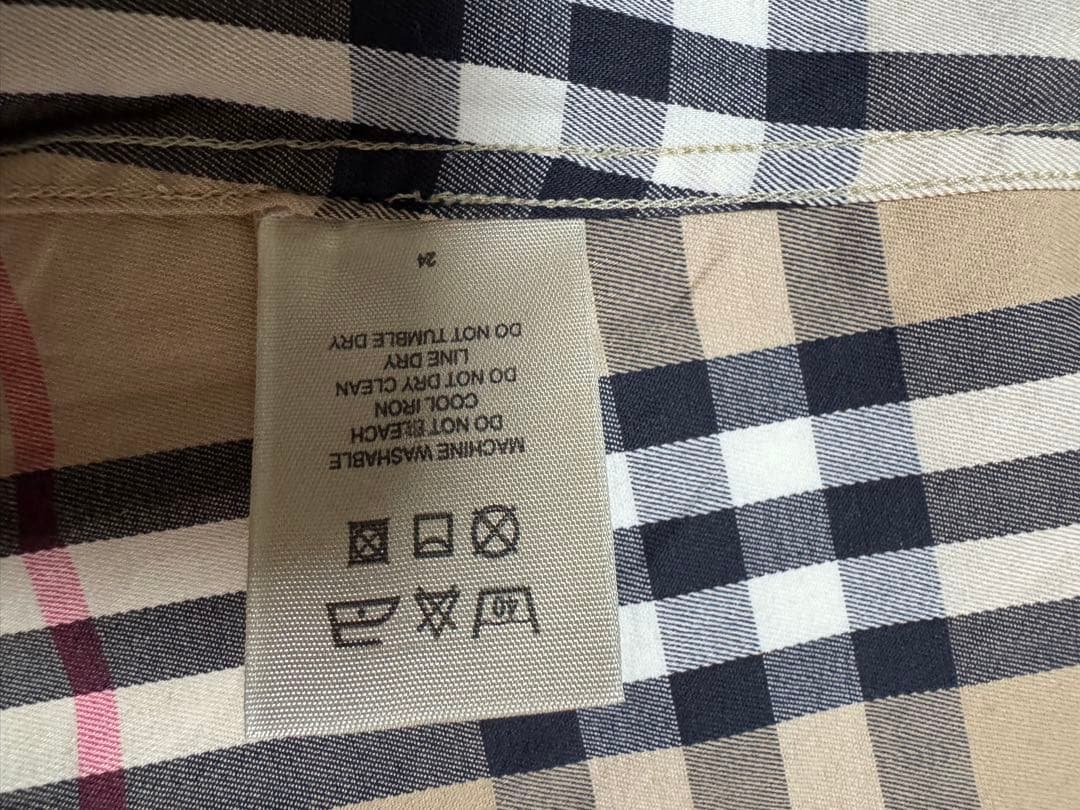 40
MACHINE WASHABLE
DO NOT BLEACH
COOL IRON
DO NOT DRY CLEAN
LINE DRY
DO NOT TUMBLE DRY
24